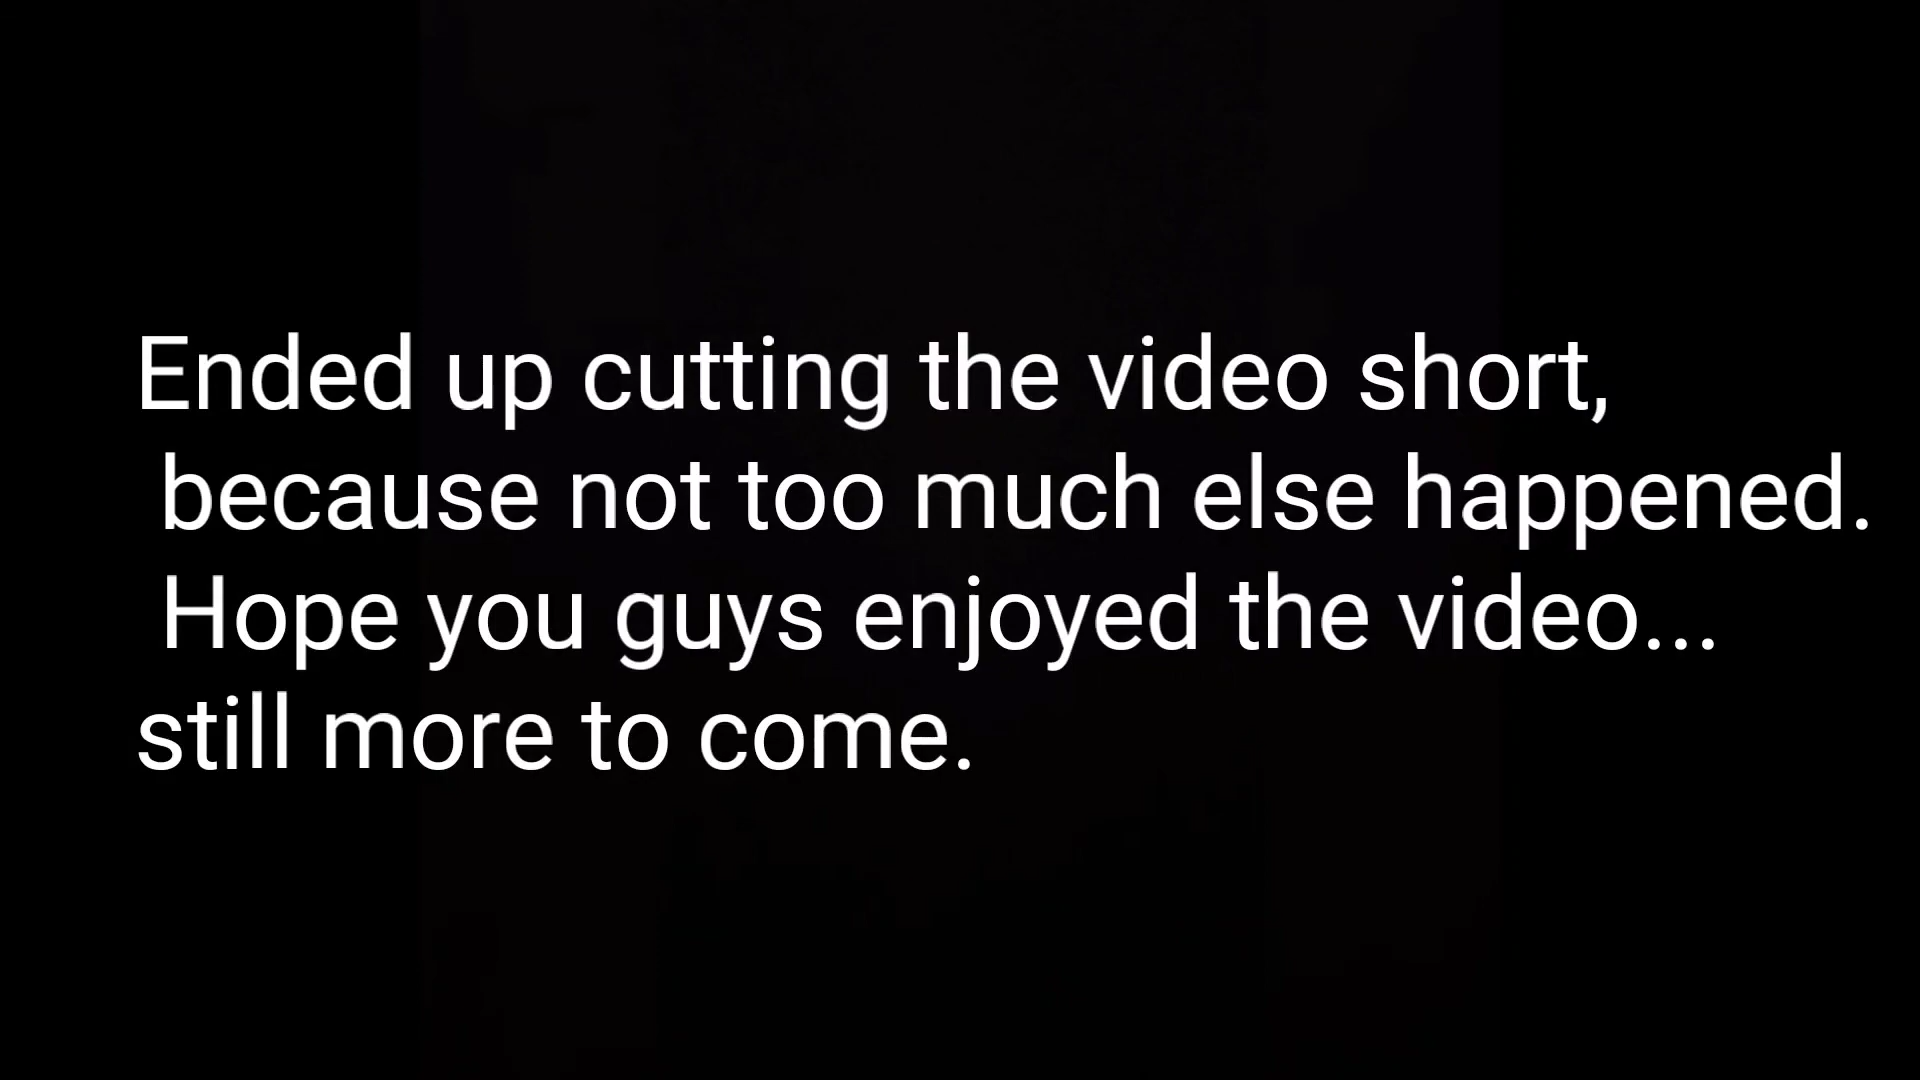 Ended up cutting the video short,
because not too much else happened.
Hope you guys enjoyed the video...
still more to come.